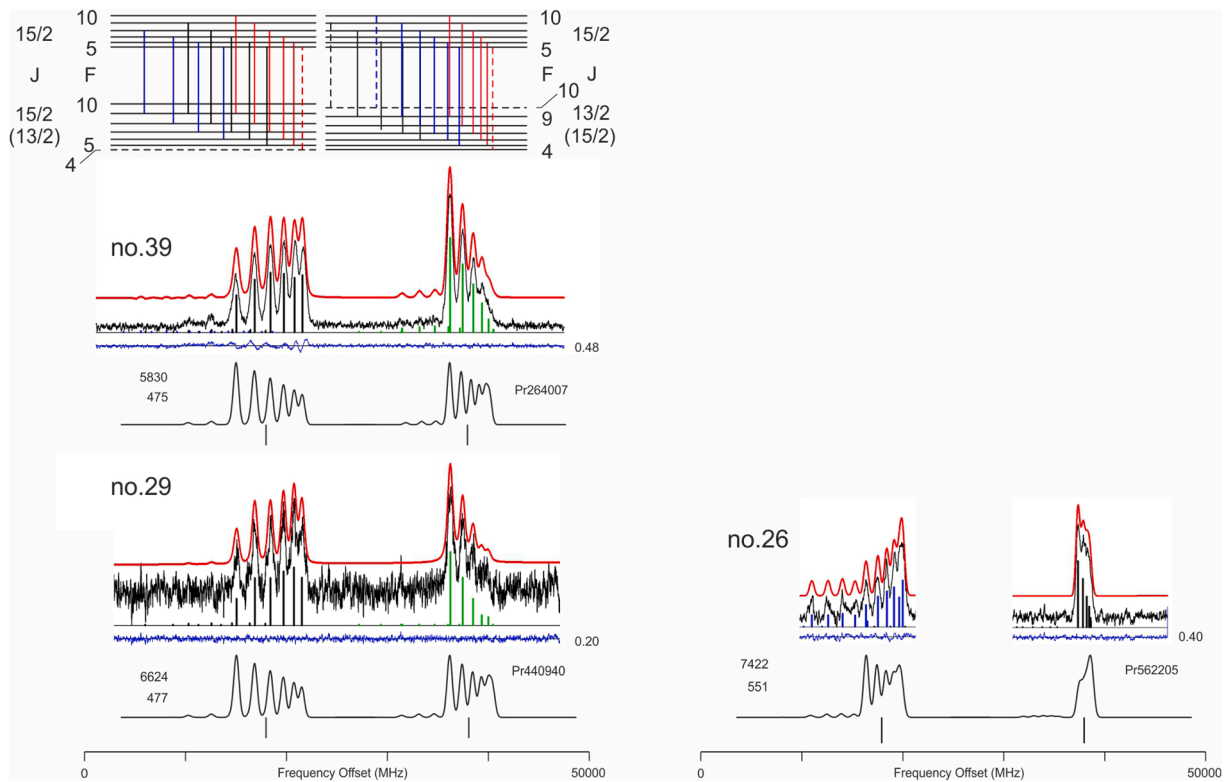 10
10
15/2
5
5
15/2
J
F
F
J
10
10
15/2
9
13/2
(13/2)
5
4
(15/2)
4
no.39
0.48
5830
475
Pr264007
no.29
0.20
6624
477
Pr440940
no.26
0.40
7422
551
Pr562205
0
Frequency Offset (MHz)
50000
0
Frequency Offset (MHz)
50000